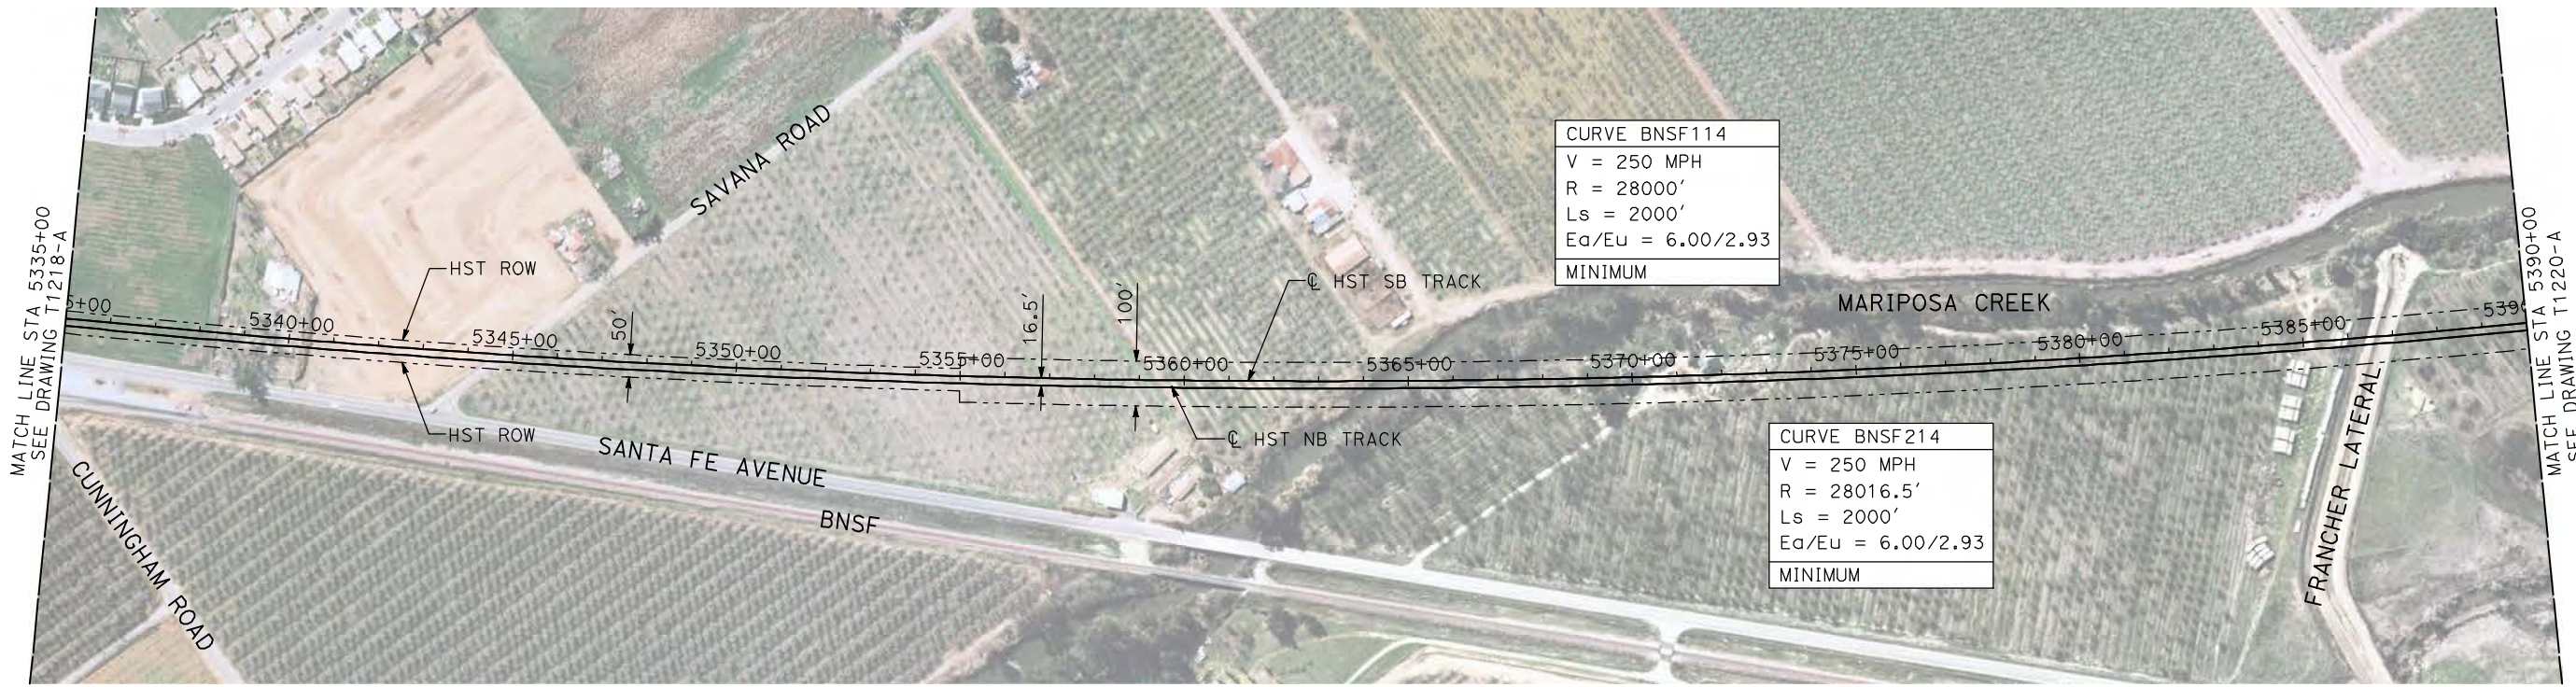 MATCH LINE STA 5335+00
SEE DRAWING T1218-A
5+00
5340+00
5345+00
5350+00
5355+00
5360+00
5365+00
5370+00
5375+00
5380+00
5385+00
5390
HST ROW
HST ROW
50'
16.5'
100'
SAVANA ROAD
℄ HST SB TRACK
℄ HST NB TRACK
SANTA FE AVENUE
BNSF
CUNNINGHAM ROAD
CURVE BNSF114
V = 250 MPH
R = 28000'
Ls = 2000'
Ea/Eu = 6.00/2.93
MINIMUM
MARIPOSA CREEK
CURVE BNSF214
V = 250 MPH
R = 28016.5'
Ls = 2000'
Ea/Eu = 6.00/2.93
MINIMUM
FRANCHER LATERAL
MATCH LINE STA 5390+00
SEE DRAWING T1220-A